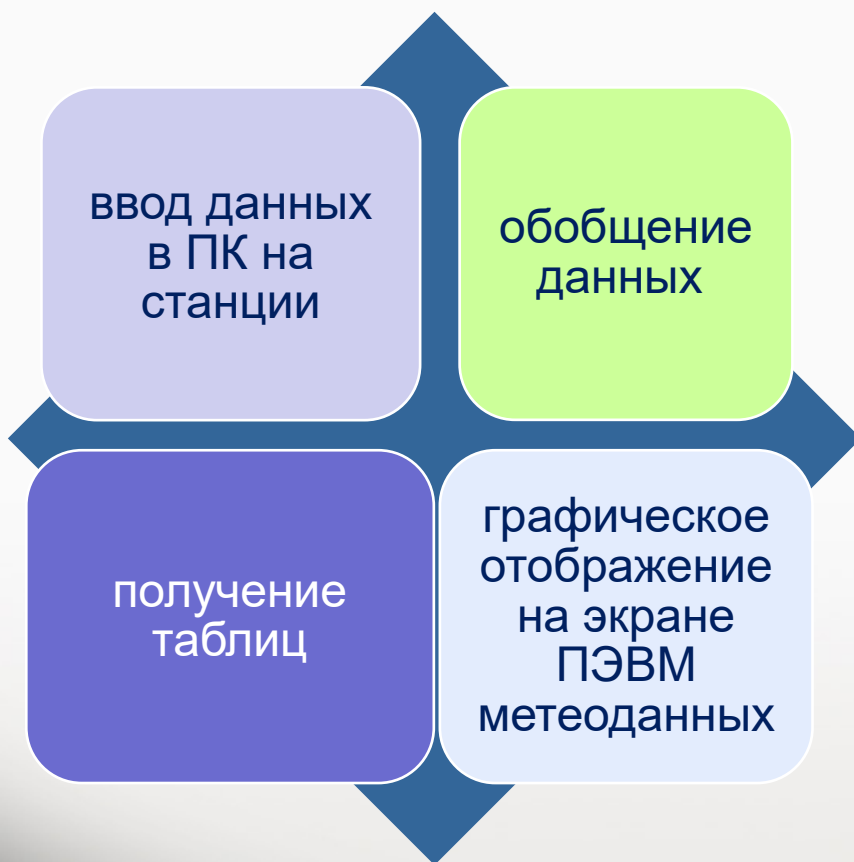 ввод данных
в ПК на
станции
обобщение
данных
получение
таблиц
графическое
отображение
на экране
ПЭВМ
метеоданных